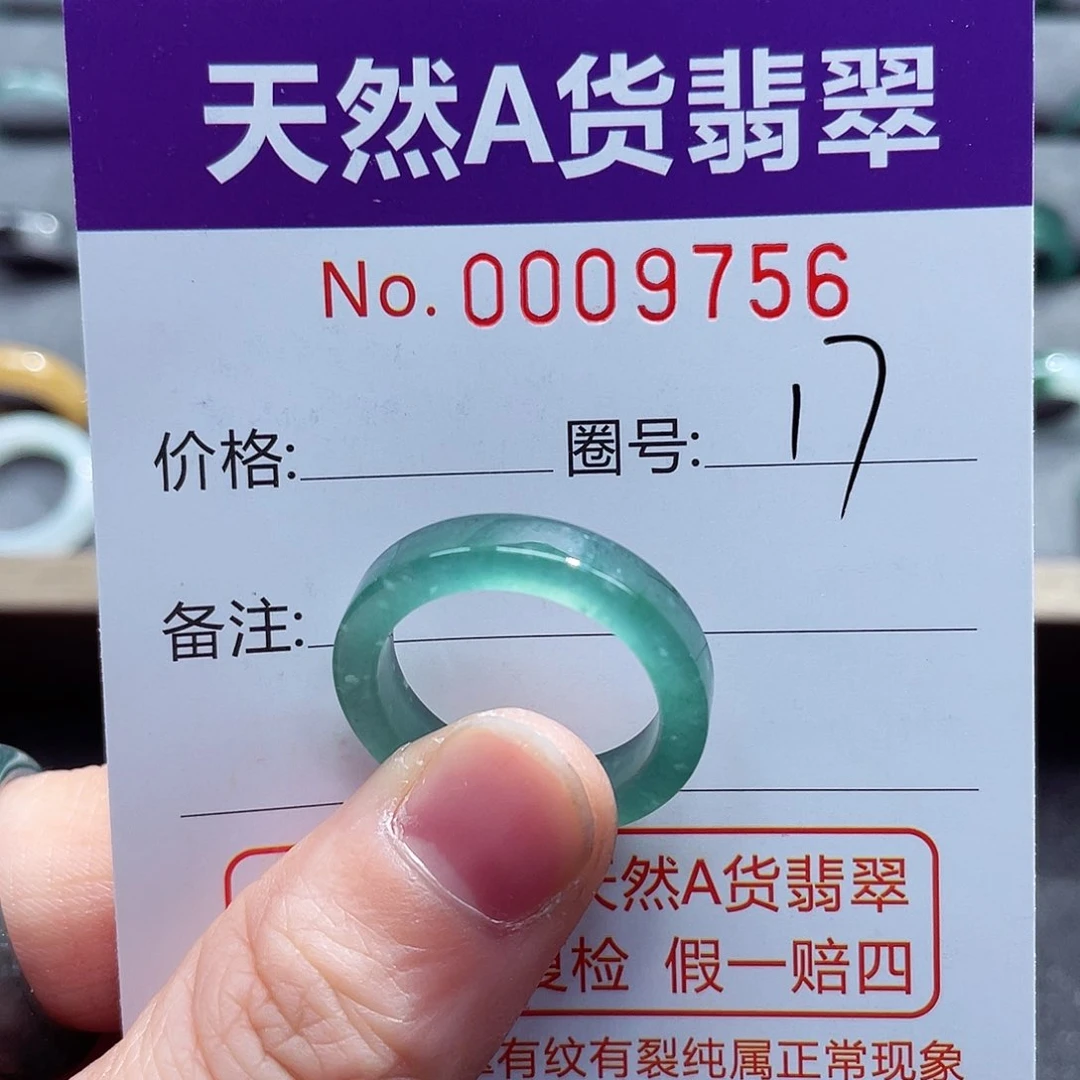 天然A货翡翠
No. 0009756
价格: 圈号: 17
备注:
天然A货翡翠
复检 假一赔四
有纹有裂纯属正常现象